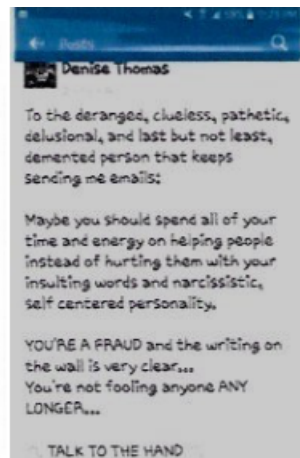 Posts
Denise Thomas
To the deranged, clueless, pathetic,
delusional, and last but not least,
demented person that keeps
sending me emails:
Maybe you should spend all of your
time and energy on helping people
instead of hurting them with your
insulting words and narcissistic,
self centered personality.
YOU'RE A FRAUD and the writing on
the wall is very clear...
You're not fooling anyone ANY
LONGER...
TALK TO THE HAND